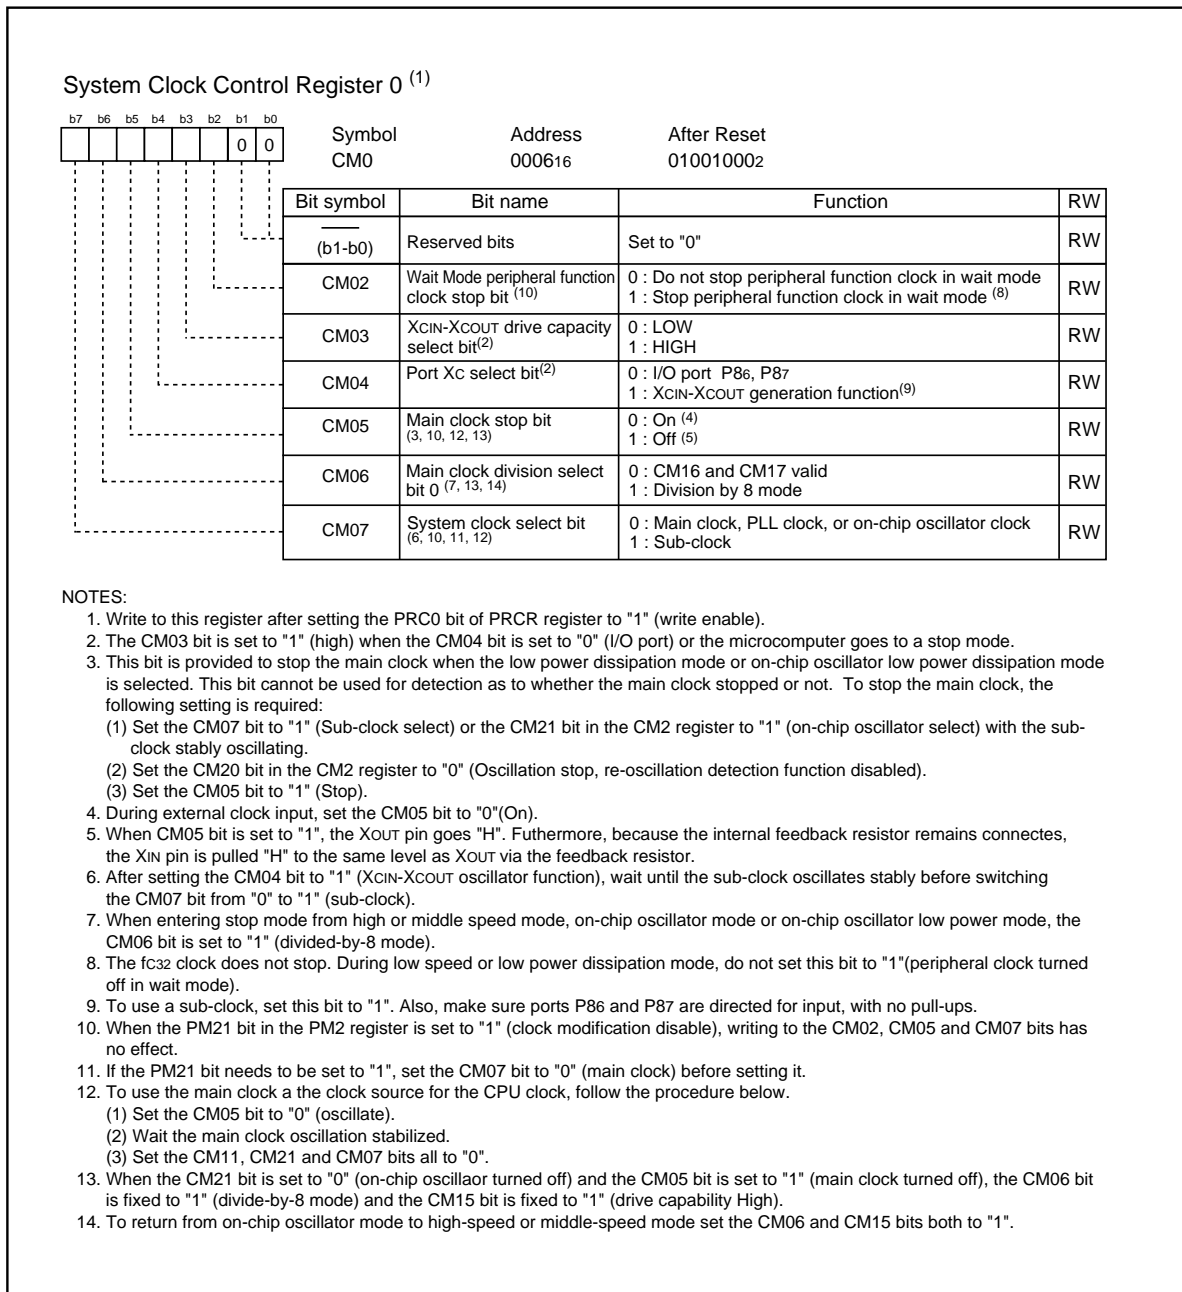 System Clock Control Register 0 (1)
b7 b6 b5 b4 b3 b2 b1 b0
0 0
Symbol Address After Reset
CM0 000616 010010002
Bit symbol Bit name Function RW
(b1-b0) Reserved bits Set to "0" RW
CM02 Wait Mode peripheral function 0 : Do not stop peripheral function clock in wait mode RW
clock stop bit (10) 1 : Stop peripheral function clock in wait mode (8)
CM03 XCIN-XCOUT drive capacity 0 : LOW RW
select bit(2) 1 : HIGH
CM04 Port XC select bit(2) 0 : I/O port P86, P87 RW
1 : XCIN-XCOUT generation function(9)
CM05 Main clock stop bit 0 : On (4) RW
(3, 10, 12, 13) 1 : Off (5)
CM06 Main clock division select 0 : CM16 and CM17 valid RW
bit 0 (7, 13, 14) 1 : Division by 8 mode
CM07 System clock select bit 0 : Main clock, PLL clock, or on-chip oscillator clock RW
(6, 10, 11, 12) 1 : Sub-clock
NOTES:
1. Write to this register after setting the PRC0 bit of PRCR register to "1" (write enable).
2. The CM03 bit is set to "1" (high) when the CM04 bit is set to "0" (I/O port) or the microcomputer goes to a stop mode.
3. This bit is provided to stop the main clock when the low power dissipation mode or on-chip oscillator low power dissipation mode
is selected. This bit cannot be used for detection as to whether the main clock stopped or not. To stop the main clock, the
following setting is required:
(1) Set the CM07 bit to "1" (Sub-clock select) or the CM21 bit in the CM2 register to "1" (on-chip oscillator select) with the sub-
clock stably oscillating.
(2) Set the CM20 bit in the CM2 register to "0" (Oscillation stop, re-oscillation detection function disabled).
(3) Set the CM05 bit to "1" (Stop).
4. During external clock input, set the CM05 bit to "0"(On).
5. When CM05 bit is set to "1", the XOUT pin goes "H". Futhermore, because the internal feedback resistor remains connectes,
the XIN pin is pulled "H" to the same level as XOUT via the feedback resistor.
6. After setting the CM04 bit to "1" (XCIN-XCOUT oscillator function), wait until the sub-clock oscillates stably before switching
the CM07 bit from "0" to "1" (sub-clock).
7. When entering stop mode from high or middle speed mode, on-chip oscillator mode or on-chip oscillator low power mode, the
CM06 bit is set to "1" (divided-by-8 mode).
8. The fC32 clock does not stop. During low speed or low power dissipation mode, do not set this bit to "1"(peripheral clock turned
off in wait mode).
9. To use a sub-clock, set this bit to "1". Also, make sure ports P86 and P87 are directed for input, with no pull-ups.
10. When the PM21 bit in the PM2 register is set to "1" (clock modification disable), writing to the CM02, CM05 and CM07 bits has
no effect.
11. If the PM21 bit needs to be set to "1", set the CM07 bit to "0" (main clock) before setting it.
12. To use the main clock a the clock source for the CPU clock, follow the procedure below.
(1) Set the CM05 bit to "0" (oscillate).
(2) Wait the main clock oscillation stabilized.
(3) Set the CM11, CM21 and CM07 bits all to "0".
13. When the CM21 bit is set to "0" (on-chip oscillaor turned off) and the CM05 bit is set to "1" (main clock turned off), the CM06 bit
is fixed to "1" (divide-by-8 mode) and the CM15 bit is fixed to "1" (drive capability High).
14. To return from on-chip oscillator mode to high-speed or middle-speed mode set the CM06 and CM15 bits both to "1".